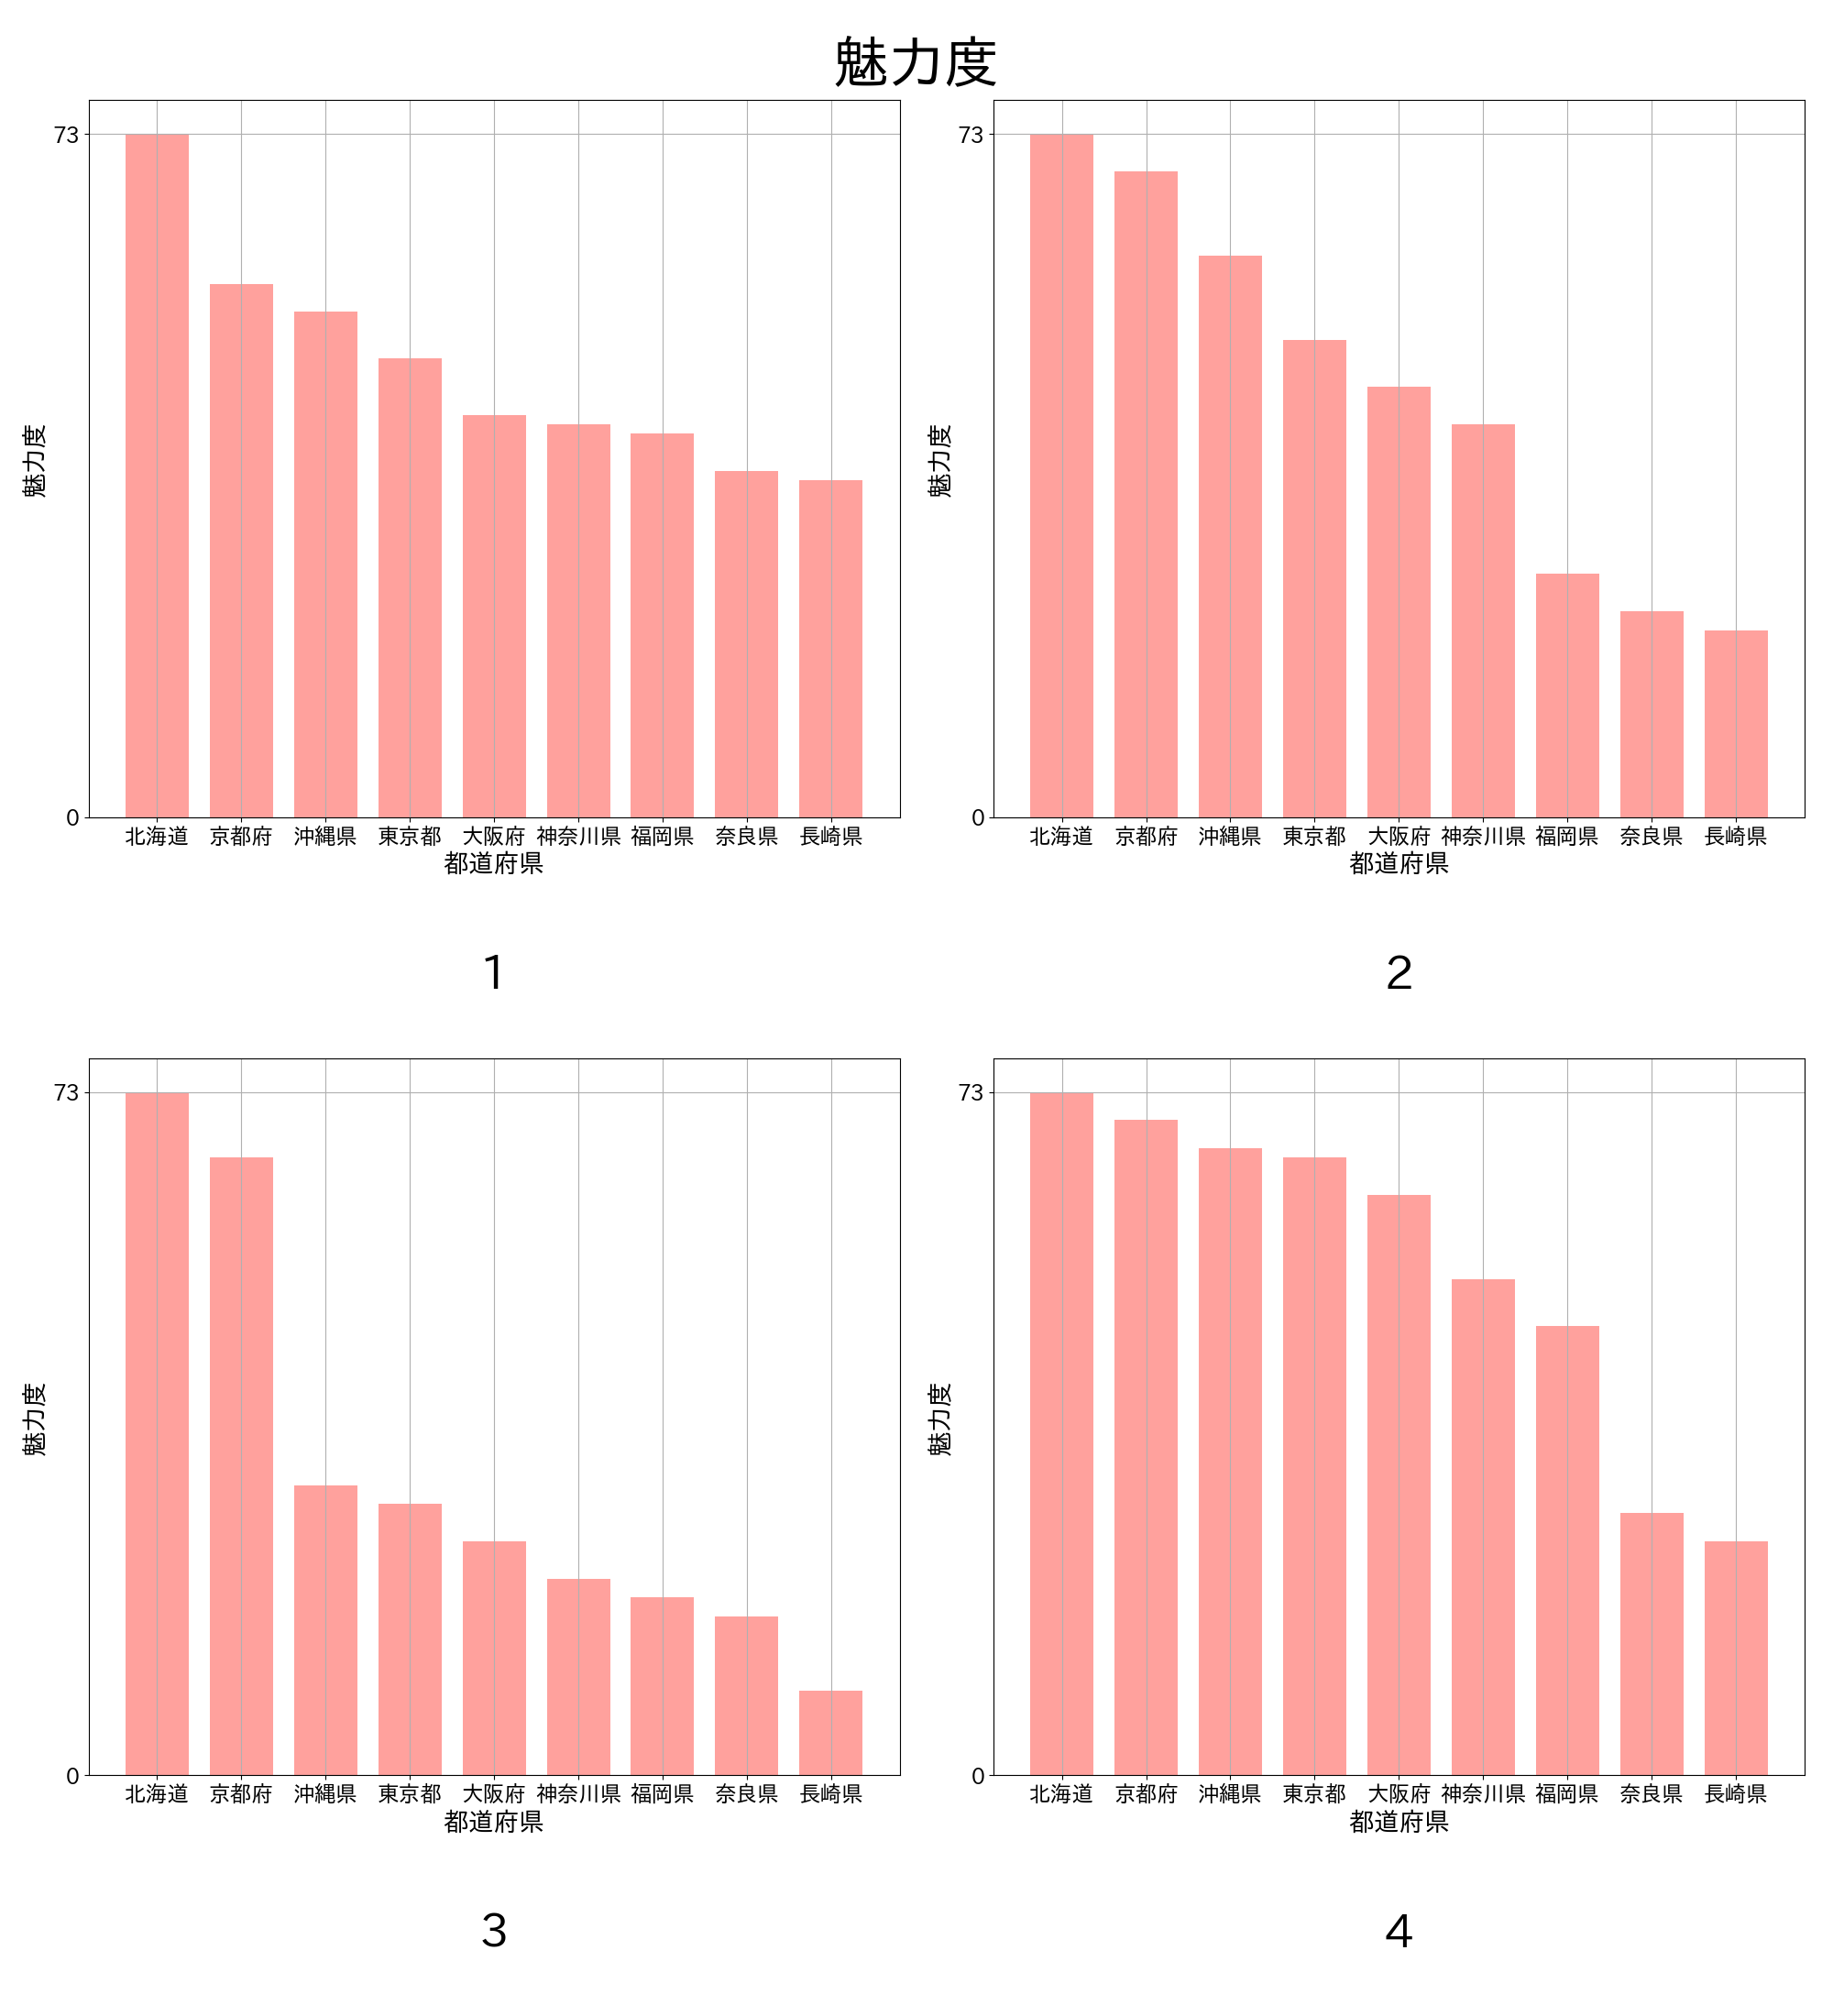 魅力度
73
0
魅力度
北海道 京都府 沖縄県 東京都 大阪府 神奈川県 福岡県 奈良県 長崎県
都道府県
1
73
0
魅力度
北海道 京都府 沖縄県 東京都 大阪府 神奈川県 福岡県 奈良県 長崎県
都道府県
2
73
0
魅力度
北海道 京都府 沖縄県 東京都 大阪府 神奈川県 福岡県 奈良県 長崎県
都道府県
3
73
0
魅力度
北海道 京都府 沖縄県 東京都 大阪府 神奈川県 福岡県 奈良県 長崎県
都道府県
4